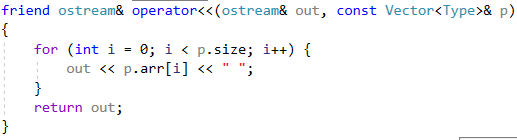 friend ostream& operator<<(ostream& out, const Vector<Type>& p)
{
    for (int i = 0; i < p.size; i++) {
        out << p.arr[i] << " ";
    }
    return out;
}